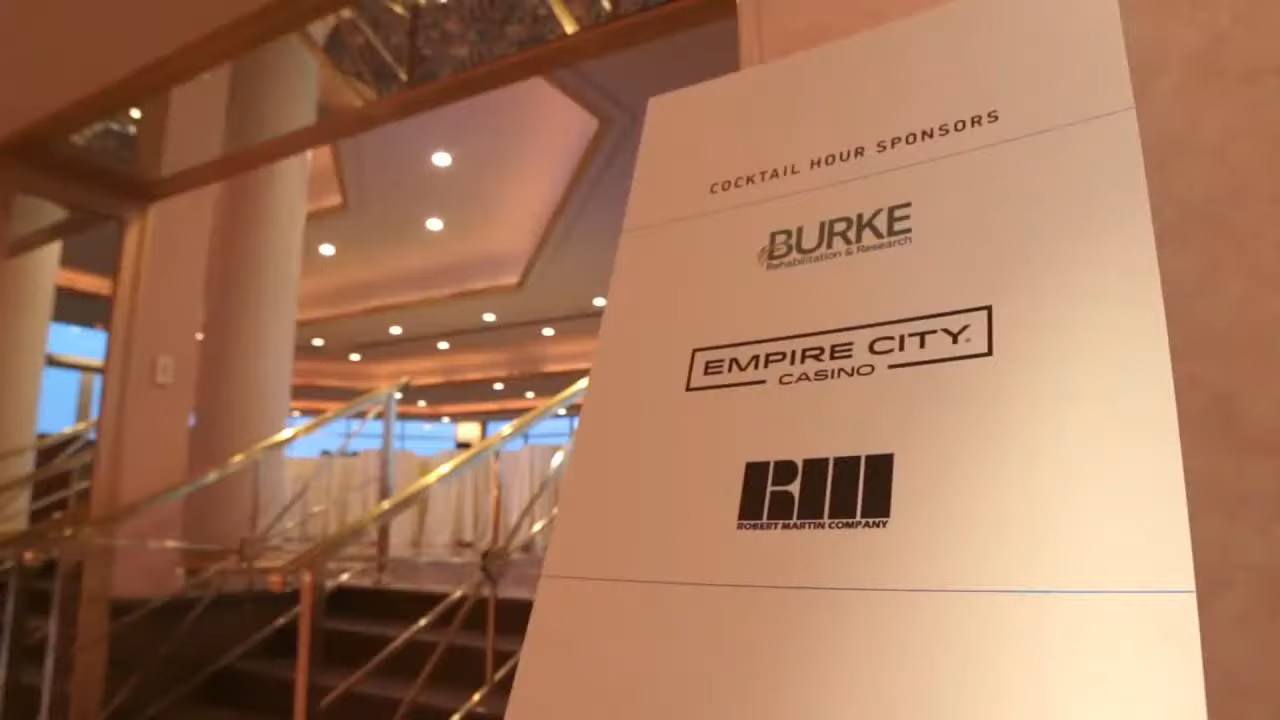 COCKTAIL HOUR SPONSORS
BURKE
Rehabilitation & Research
EMPIRE CITY
CASINO
RM
ROBERT MARTIN COMPANY